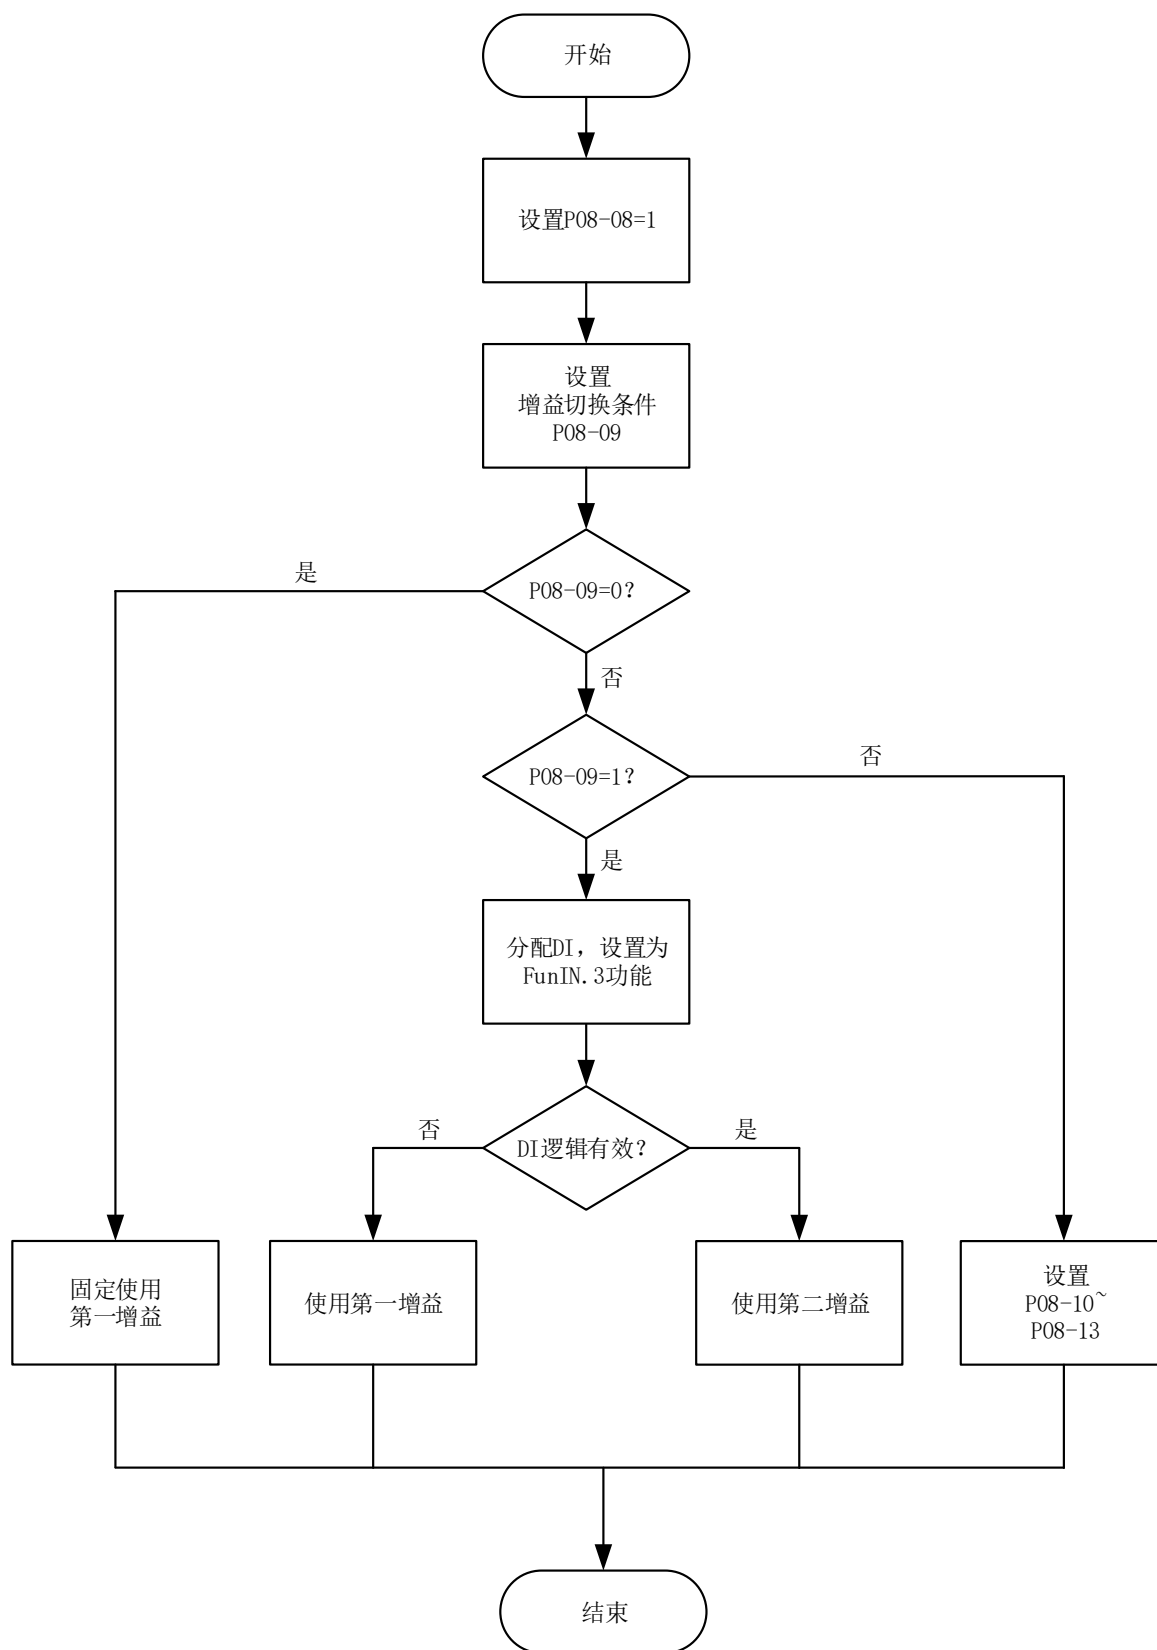 开始
设置P08-08=1
设置
增益切换条件
P08-09
P08-09=0?
是
否
P08-09=1?
否
是
分配DI，设置为
FunIN.3功能
DI逻辑有效?
否
是
固定使用
第一增益
使用第一增益
使用第二增益
设置
P08-10~
P08-13
结束